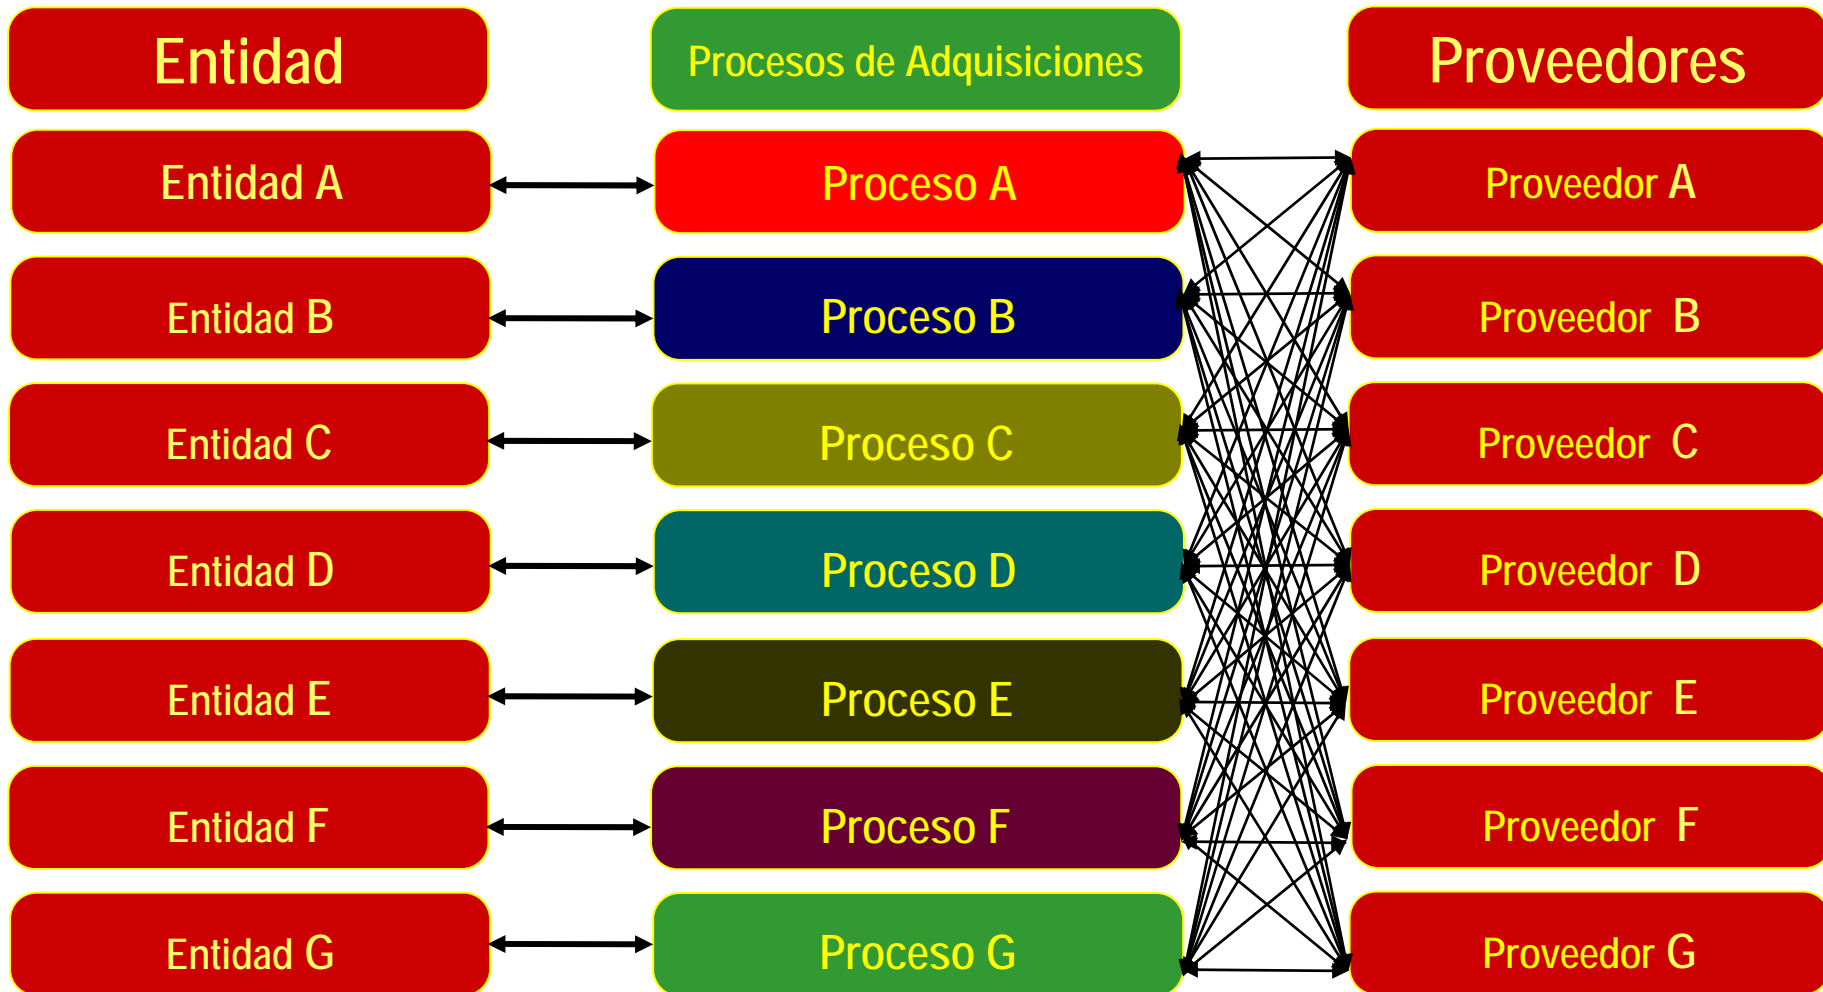 Entidad
Procesos de Adquisiciones
Proveedores
Entidad A
Proceso A
Proveedor A
Entidad B
Proceso B
Proveedor B
Entidad C
Proceso C
Proveedor C
Entidad D
Proceso D
Proveedor D
Entidad E
Proceso E
Proveedor E
Entidad F
Proceso F
Proveedor F
Entidad G
Proceso G
Proveedor G